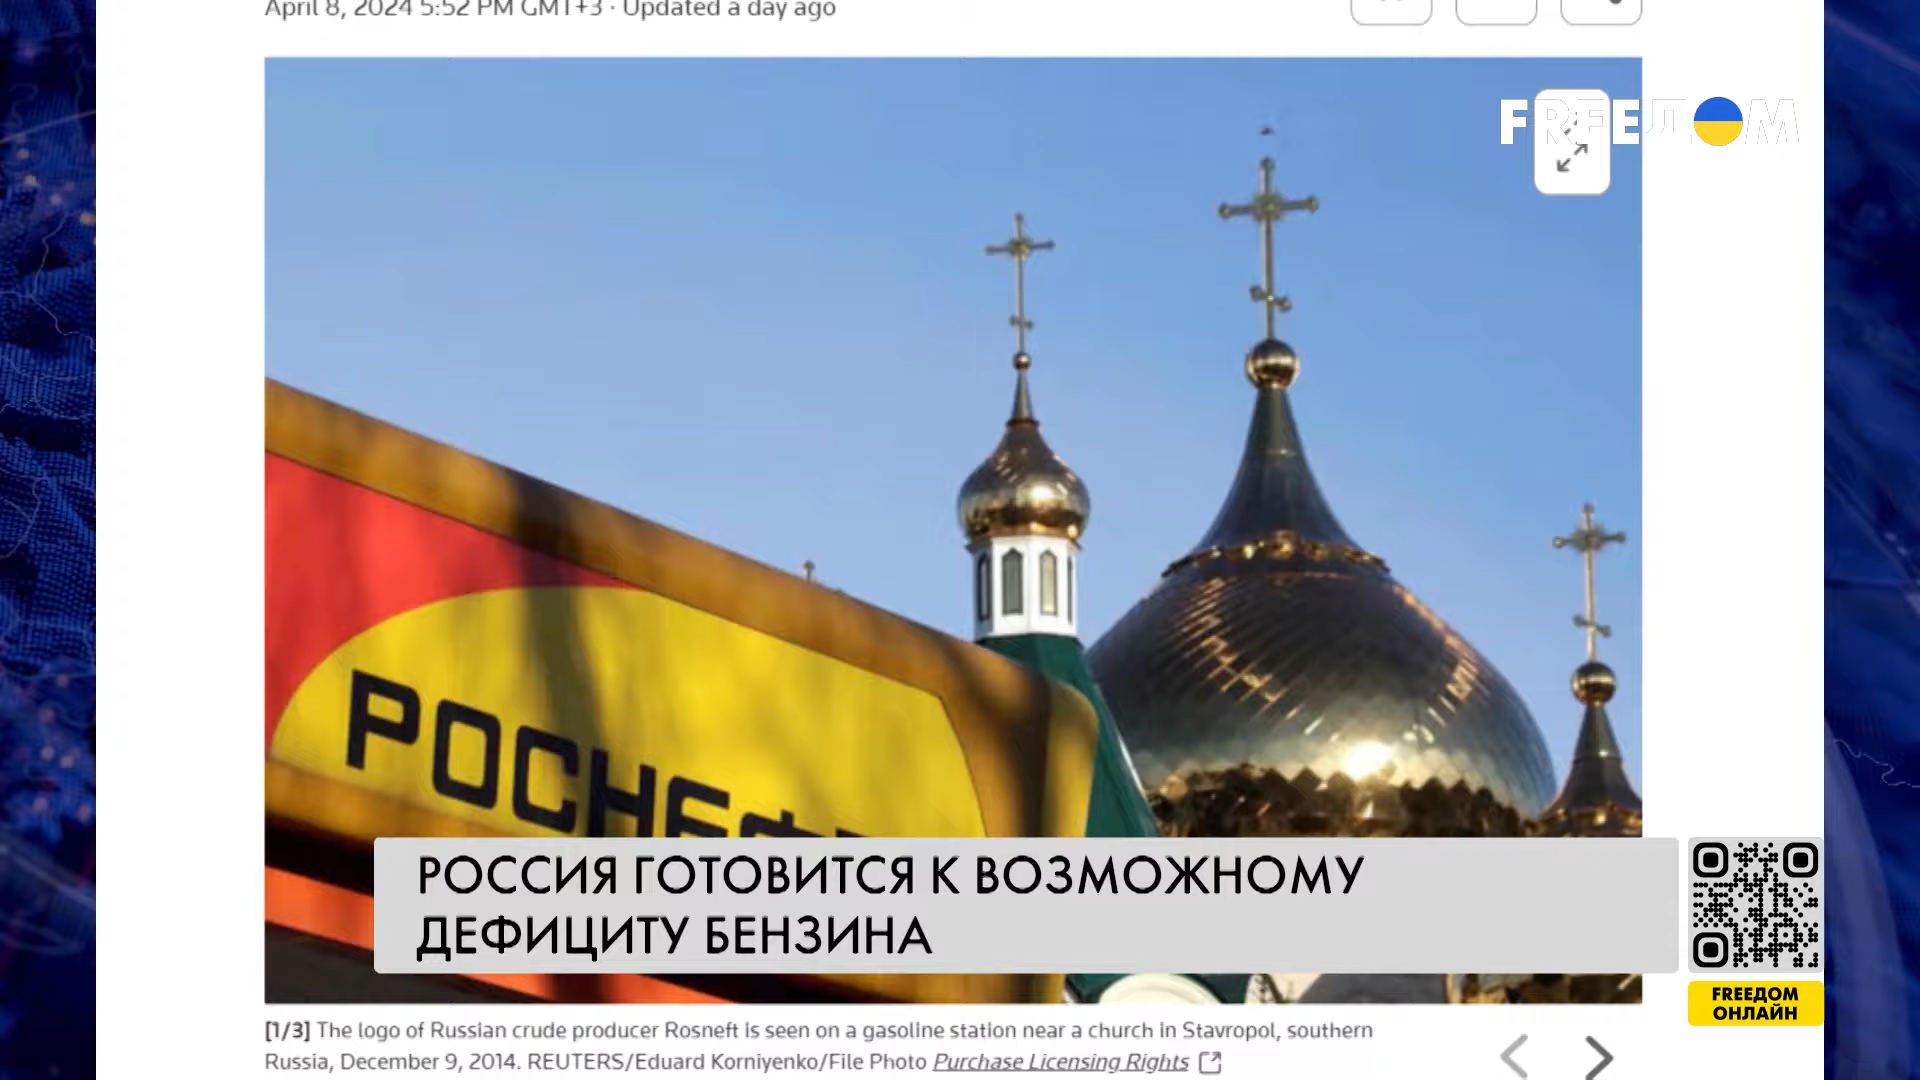 April 8, 2024 5:52 PM GMT+3 · Updated a day ago
FREEДOM
РОСНЕФТ
РОССИЯ ГОТОВИТСЯ К ВОЗМОЖНОМУ
ДЕФИЦИТУ БЕНЗИНА
FREEДОМ
ОНЛАЙН
[1/3] The logo of Russian crude producer Rosneft is seen on a gasoline station near a church in Stavropol, southern
Russia, December 9, 2014. REUTERS/Eduard Korniyenko/File Photo Purchase Licensing Rights